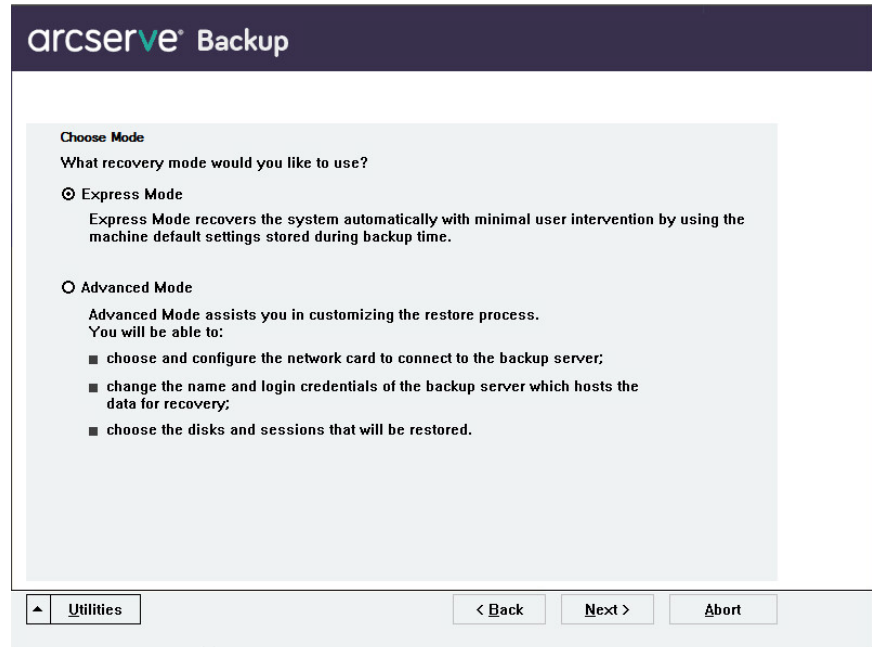 arcserve® Backup
Choose Mode
What recovery mode would you like to use?
Express Mode
Express Mode recovers the system automatically with minimal user intervention by using the
machine default settings stored during backup time.
Advanced Mode
Advanced Mode assists you in customizing the restore process.
You will be able to:
choose and configure the network card to connect to the backup server;
change the name and login credentials of the backup server which hosts the
data for recovery;
choose the disks and sessions that will be restored.
Utilities
< Back
Next >
Abort